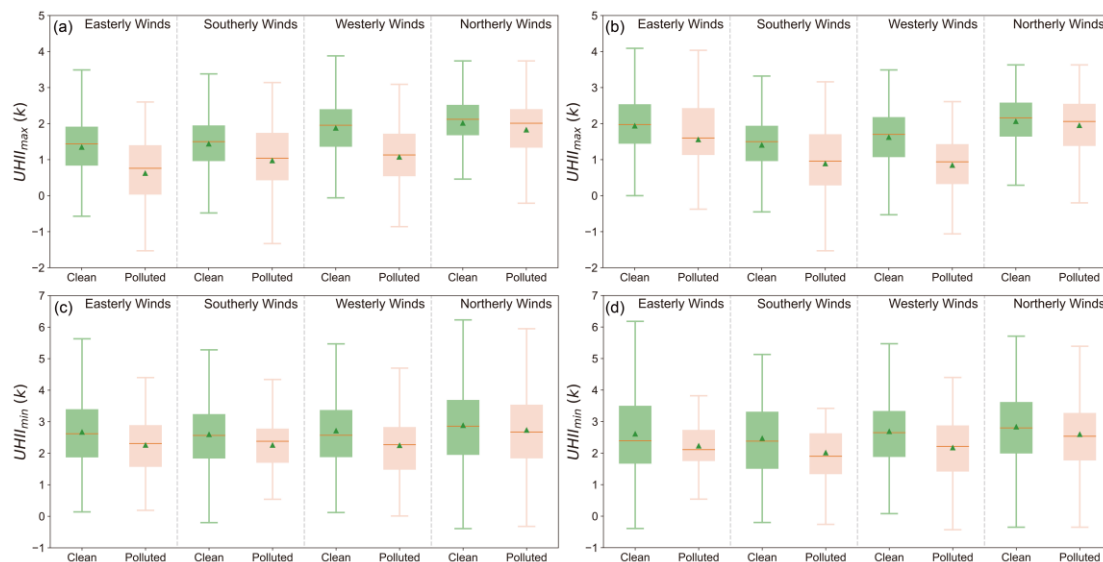 (a) Easterly Winds Southerly Winds Westerly Winds Northerly Winds
5
4
3
2
1
0
−1
−2
UHII_max (k)
Clean Polluted Clean Polluted Clean Polluted Clean Polluted
(b) Easterly Winds Southerly Winds Westerly Winds Northerly Winds
5
4
3
2
1
0
−1
−2
UHII_max (k)
Clean Polluted Clean Polluted Clean Polluted Clean Polluted
(c) Easterly Winds Southerly Winds Westerly Winds Northerly Winds
7
6
5
4
3
2
1
0
−1
UHII_min (k)
Clean Polluted Clean Polluted Clean Polluted Clean Polluted
(d) Easterly Winds Southerly Winds Westerly Winds Northerly Winds
7
6
5
4
3
2
1
0
−1
UHII_min (k)
Clean Polluted Clean Polluted Clean Polluted Clean Polluted